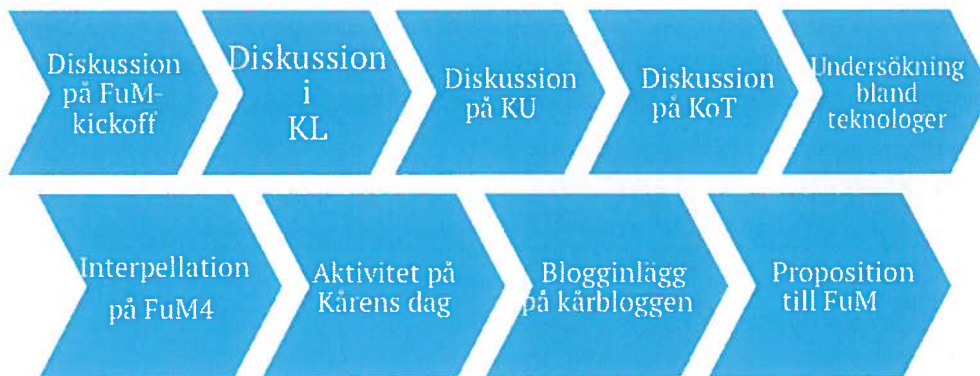 Diskussion
på FuM-
kickoff
Diskussion
i
KL
Diskussion
på KU
Diskussion
på KoT
Undersökning
bland
teknologer
Interpellation
på FuM4
Aktivitet på
Kårens dag
Blogginlägg
på kårbloggen
Proposition
till FuM